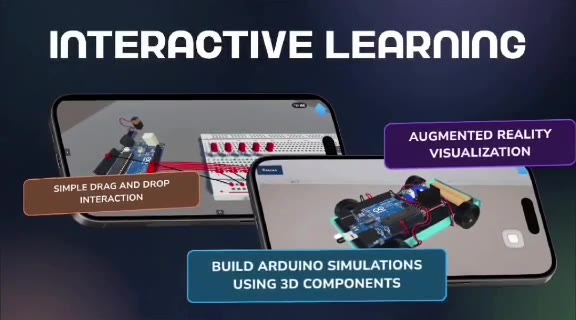 INTERACTIVE LEARNING
SIMPLE DRAG AND DROP
INTERACTION
AUGMENTED REALITY
VISUALIZATION
BUILD ARDUINO SIMULATIONS
USING 3D COMPONENTS